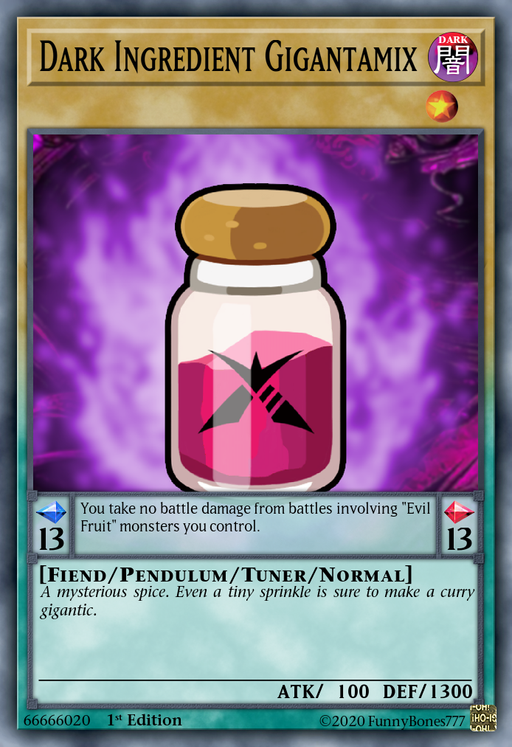 Dark Ingredient Gigantamix
DARK
闇
You take no battle damage from battles involving "Evil
Fruit" monsters you control.
13
13
[Fiend/Pendulum/Tuner/Normal]
A mysterious spice. Even a tiny sprinkle is sure to make a curry
gigantic.
ATK/ 100 DEF/1300
66666020 1st Edition ©2020 FunnyBones777